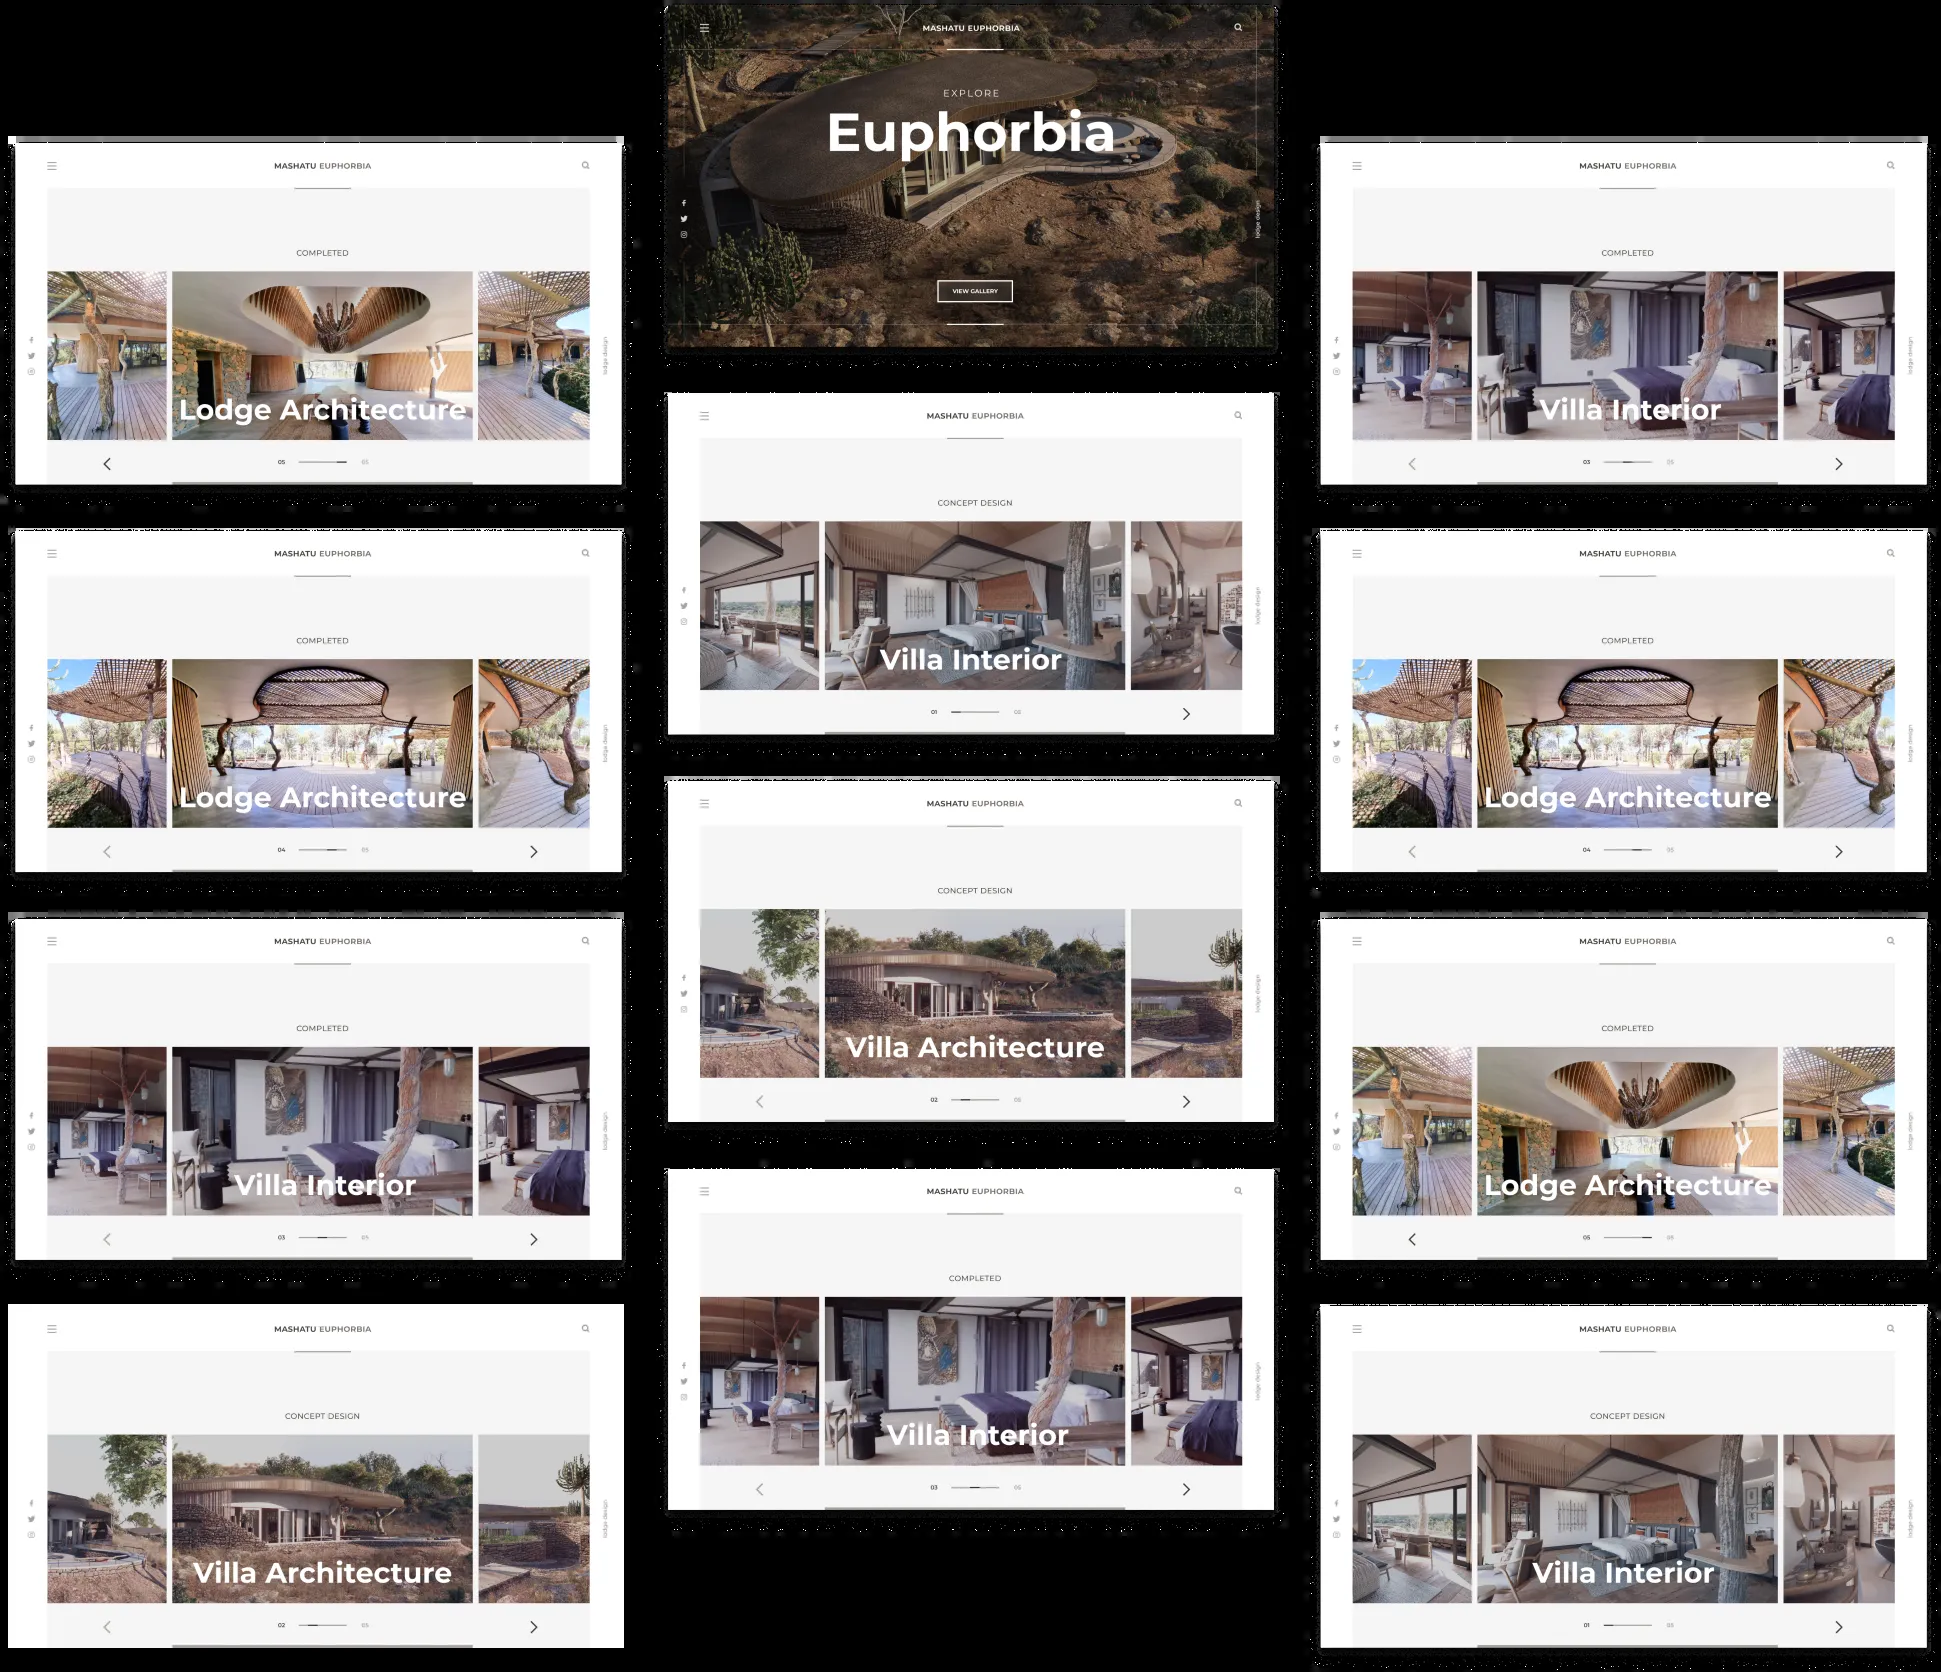 MASHATU EUPHORBIA
COMPLETED
Lodge Architecture
lodge design
05
05
MASHATU EUPHORBIA
COMPLETED
Lodge Architecture
lodge design
04
05
MASHATU EUPHORBIA
COMPLETED
Villa Interior
lodge design
03
05
MASHATU EUPHORBIA
CONCEPT DESIGN
Villa Architecture
lodge design
02
05
MASHATU EUPHORBIA
EXPLORE
Euphorbia
lodge design
VIEW GALLERY
MASHATU EUPHORBIA
CONCEPT DESIGN
Villa Interior
lodge design
01
05
MASHATU EUPHORBIA
CONCEPT DESIGN
Villa Architecture
lodge design
02
05
MASHATU EUPHORBIA
COMPLETED
Villa Interior
lodge design
03
05
MASHATU EUPHORBIA
COMPLETED
Villa Interior
lodge design
03
05
MASHATU EUPHORBIA
COMPLETED
Lodge Architecture
lodge design
04
05
MASHATU EUPHORBIA
COMPLETED
Lodge Architecture
lodge design
05
05
MASHATU EUPHORBIA
CONCEPT DESIGN
Villa Interior
lodge design
01
05